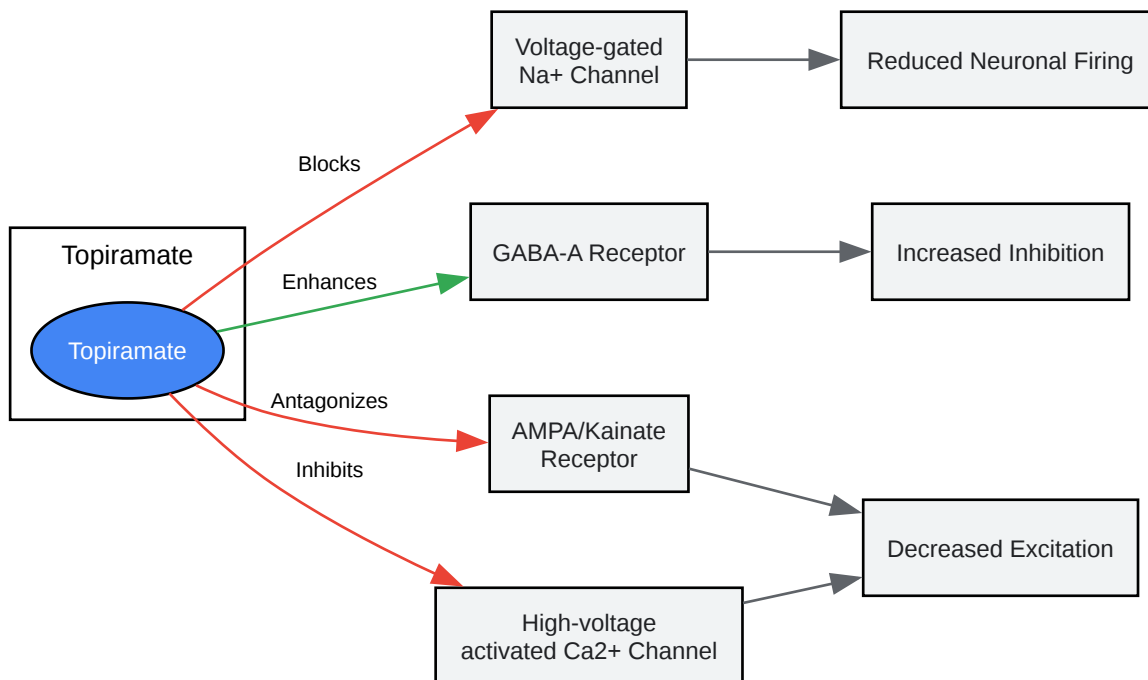 Voltage-gated
Na+ Channel
Reduced Neuronal Firing
Blocks
Topiramate
Topiramate
Enhances
GABA-A Receptor
Increased Inhibition
Antagonizes
AMPA/Kainate
Receptor
Inhibits
Decreased Excitation
High-voltage
activated Ca2+ Channel